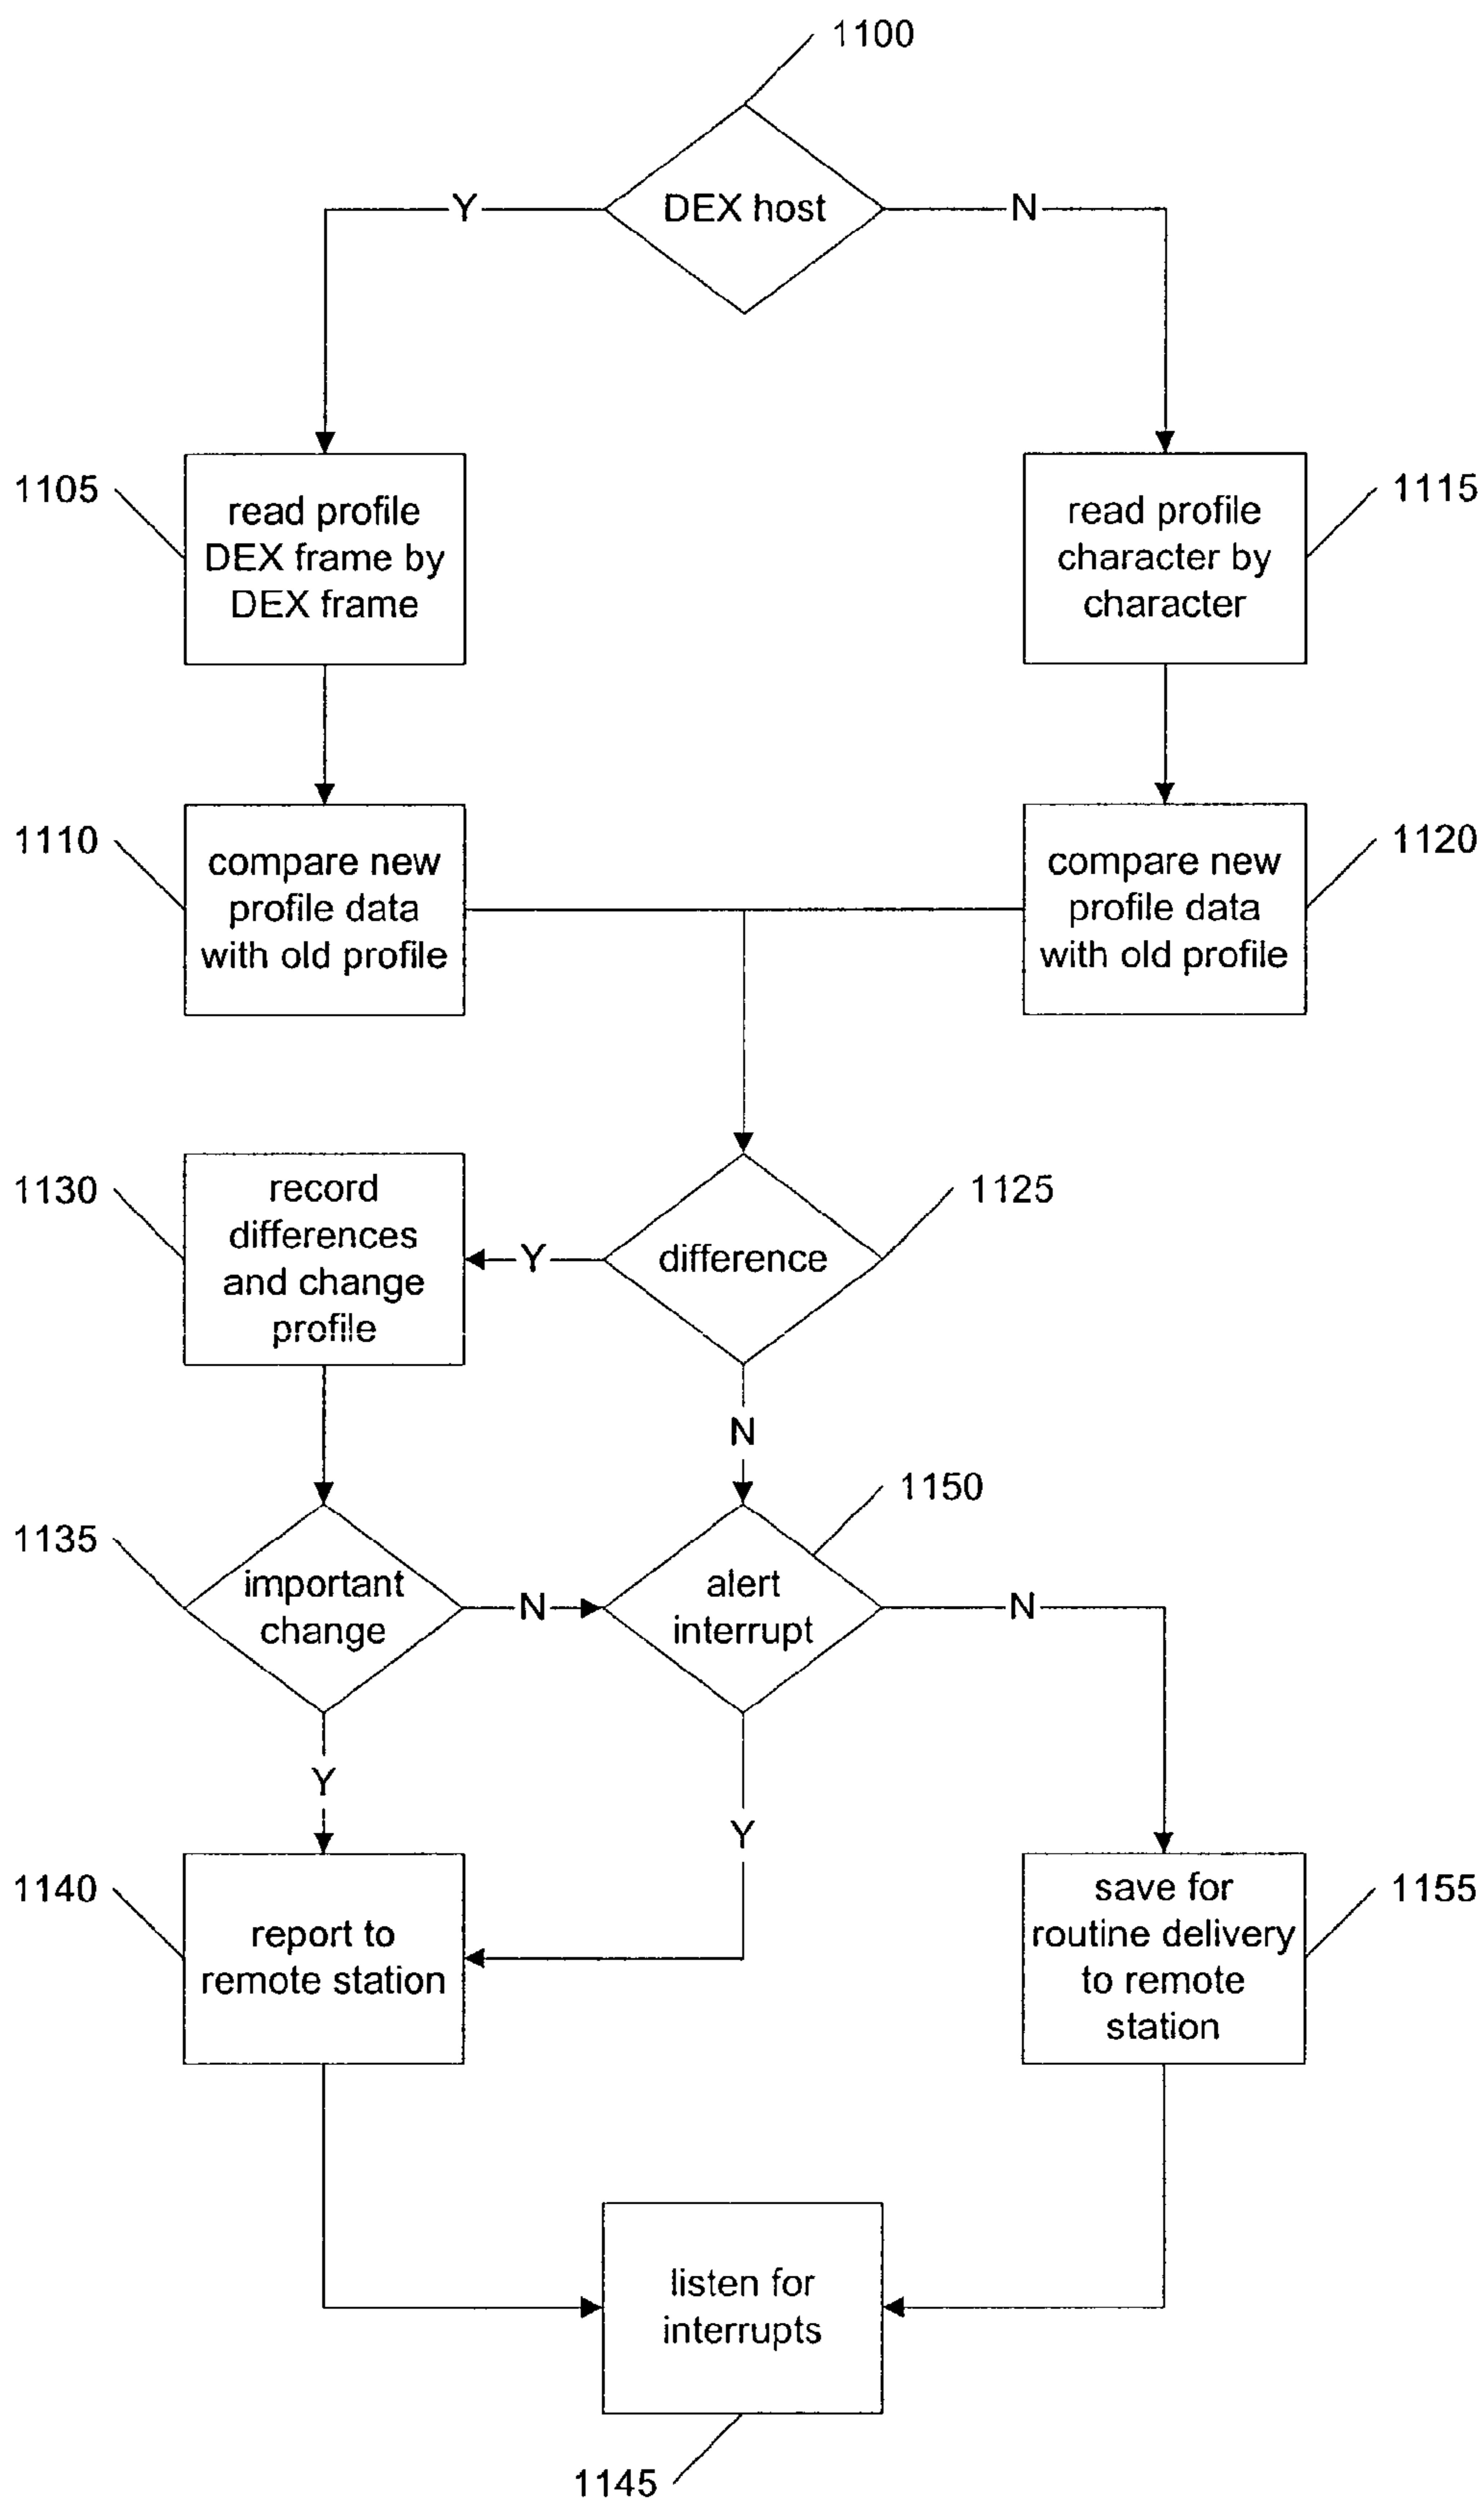 1100
DEX host
Y
N
1105
read profile
DEX frame by
DEX frame
read profile
character by
character
1115
1110
compare new
profile data
with old profile
compare new
profile data
with old profile
1120
1130
record
differences
and change
profile
Y
difference
1125
N
1150
1135
important
change
N
alert
interrupt
N
Y
Y
1140
report to
remote station
save for
routine delivery
to remote
station
1155
listen for
interrupts
1145